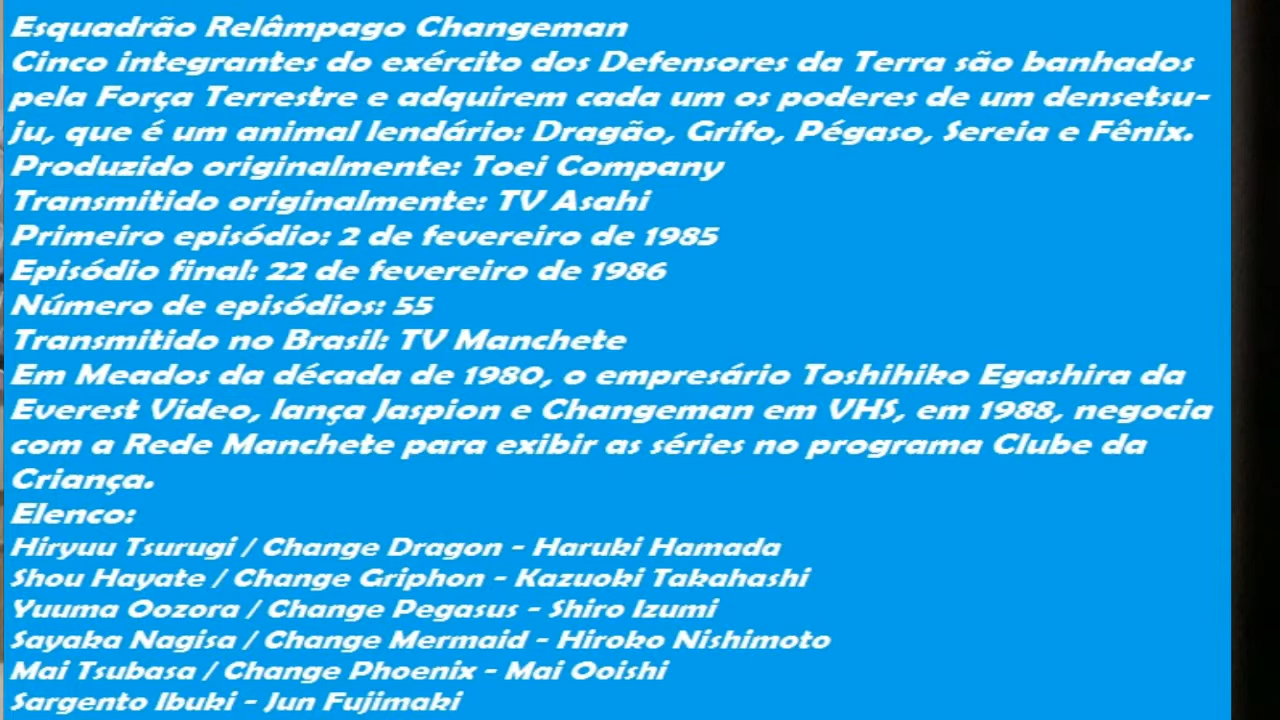 Esquadrão Relâmpago Changeman
Cinco integrantes do exército dos Defensores da Terra são banhados
pela Força Terrestre e adquirem cada um os poderes de um densetsu-
ju, que é um animal lendário: Dragão, Grifo, Pégaso, Sereia e Fênix.
Produzido originalmente: Toei Company
Transmitido originalmente: TV Asahi
Primeiro episódio: 2 de fevereiro de 1985
Episódio final: 22 de fevereiro de 1986
Número de episódios: 55
Transmitido no Brasil: TV Manchete
Em Meados da década de 1980, o empresário Toshihiko Egashira da
Everest Video, lança Jaspion e Changeman em VHS, em 1988, negocia
com a Rede Manchete para exibir as séries no programa Clube da
Criança.
Elenco:
Hiryuu Tsurugi / Change Dragon - Haruki Hamada
Shou Hayate / Change Griphon - Kazuoki Takahashi
Yuuma Oozora / Change Pegasus - Shiro Izumi
Sayaka Nagisa / Change Mermaid - Hiroko Nishimoto
Mai Tsubasa / Change Phoenix - Mai Ooishi
Sargento Ibuki - Jun Fujimaki